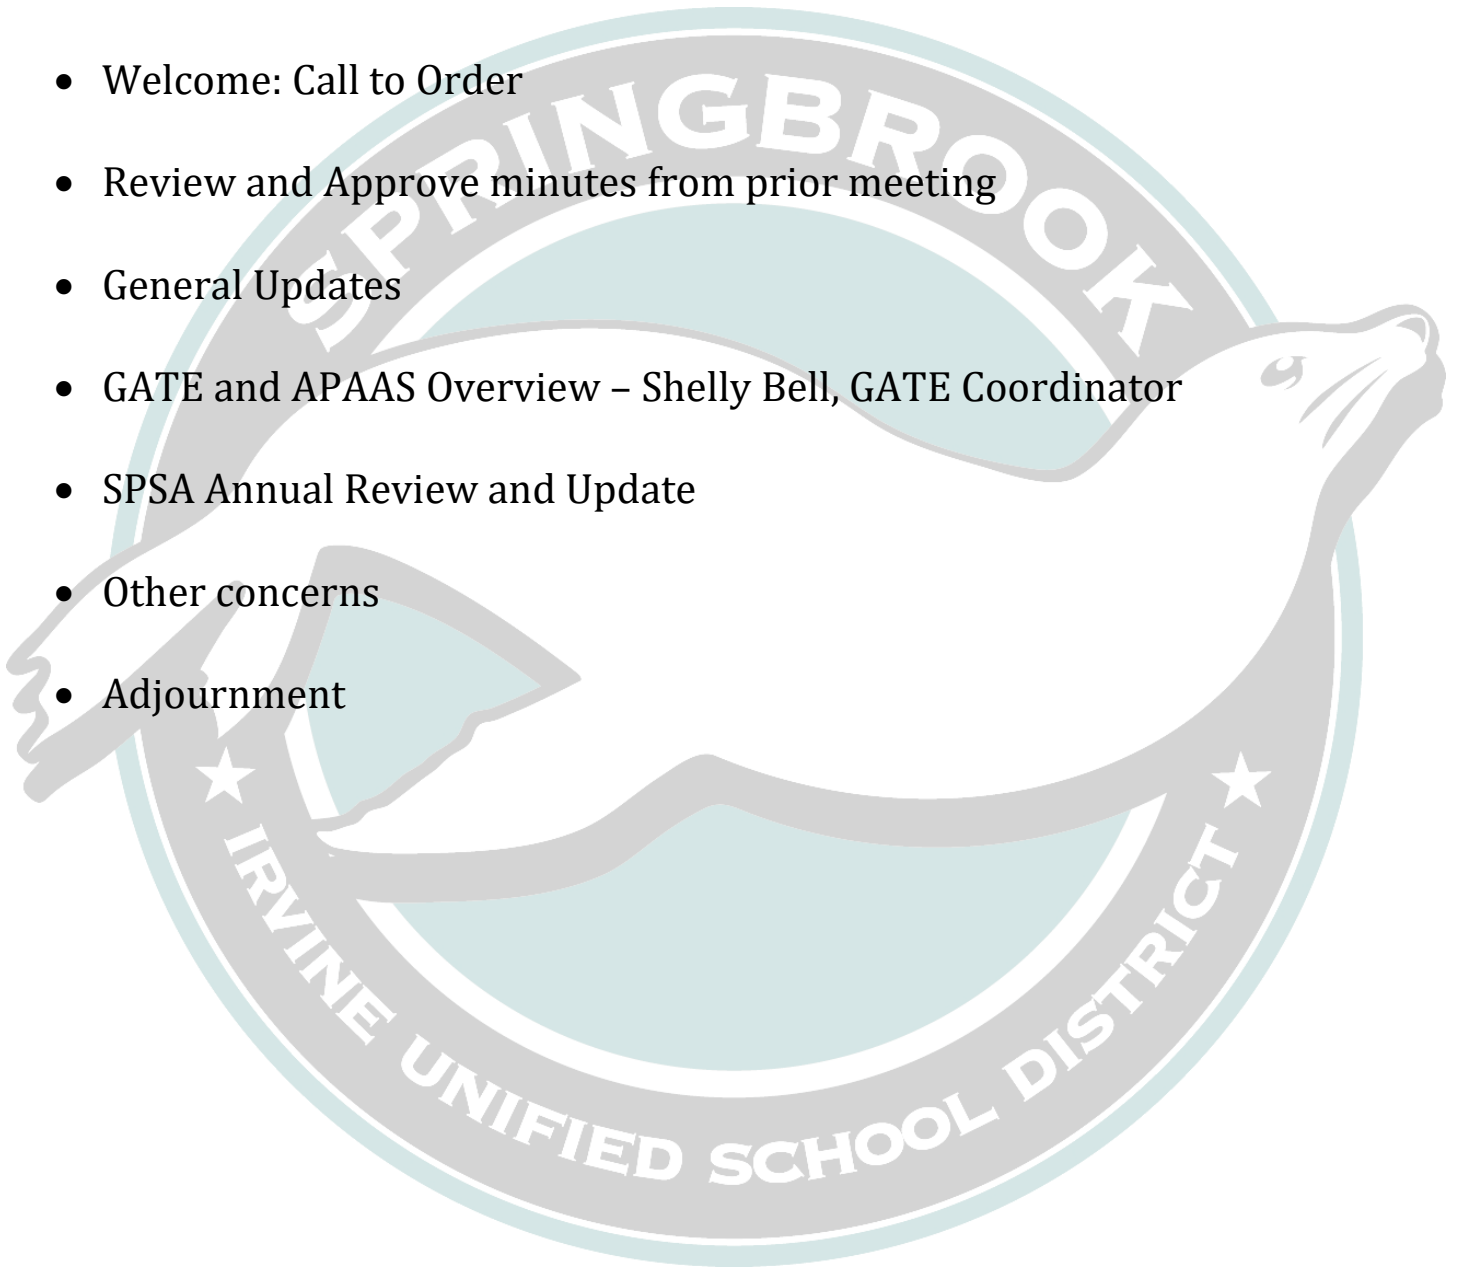 • Welcome: Call to Order
• Review and Approve minutes from prior meeting
• General Updates
• GATE and APAAS Overview – Shelly Bell, GATE Coordinator
• SPSA Annual Review and Update
• Other concerns
• Adjournment
SPRINGBROOK
★ IRVINE UNIFIED SCHOOL DISTRICT ★